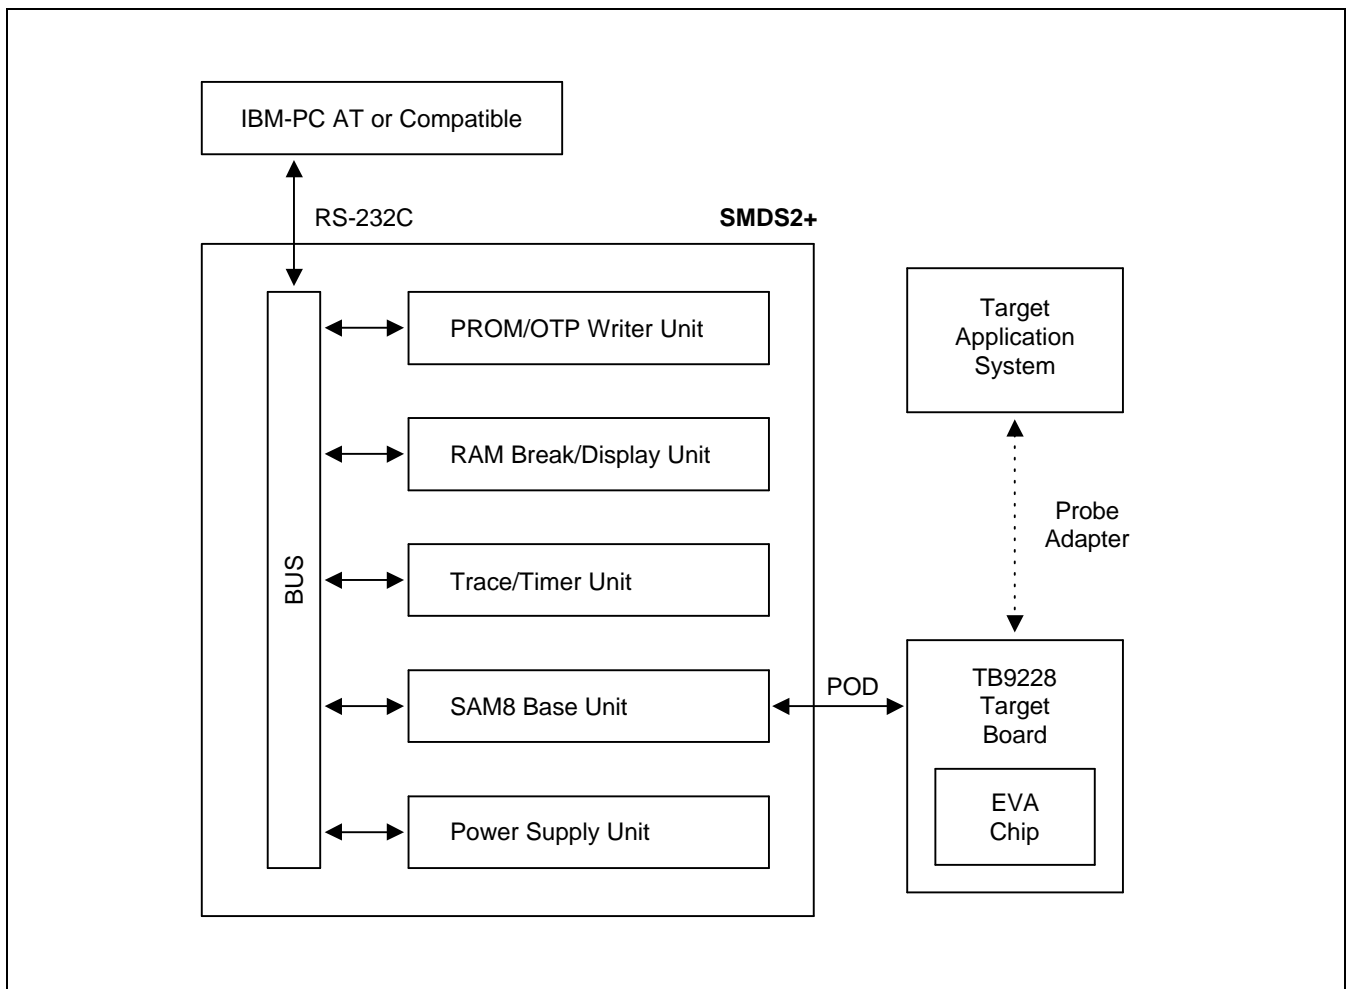 IBM-PC AT or Compatible
RS-232C
SMDS2+
BUS
PROM/OTP Writer Unit
RAM Break/Display Unit
Trace/Timer Unit
SAM8 Base Unit
Power Supply Unit
POD
Target
Application
System
Probe
Adapter
TB9228
Target
Board
EVA
Chip